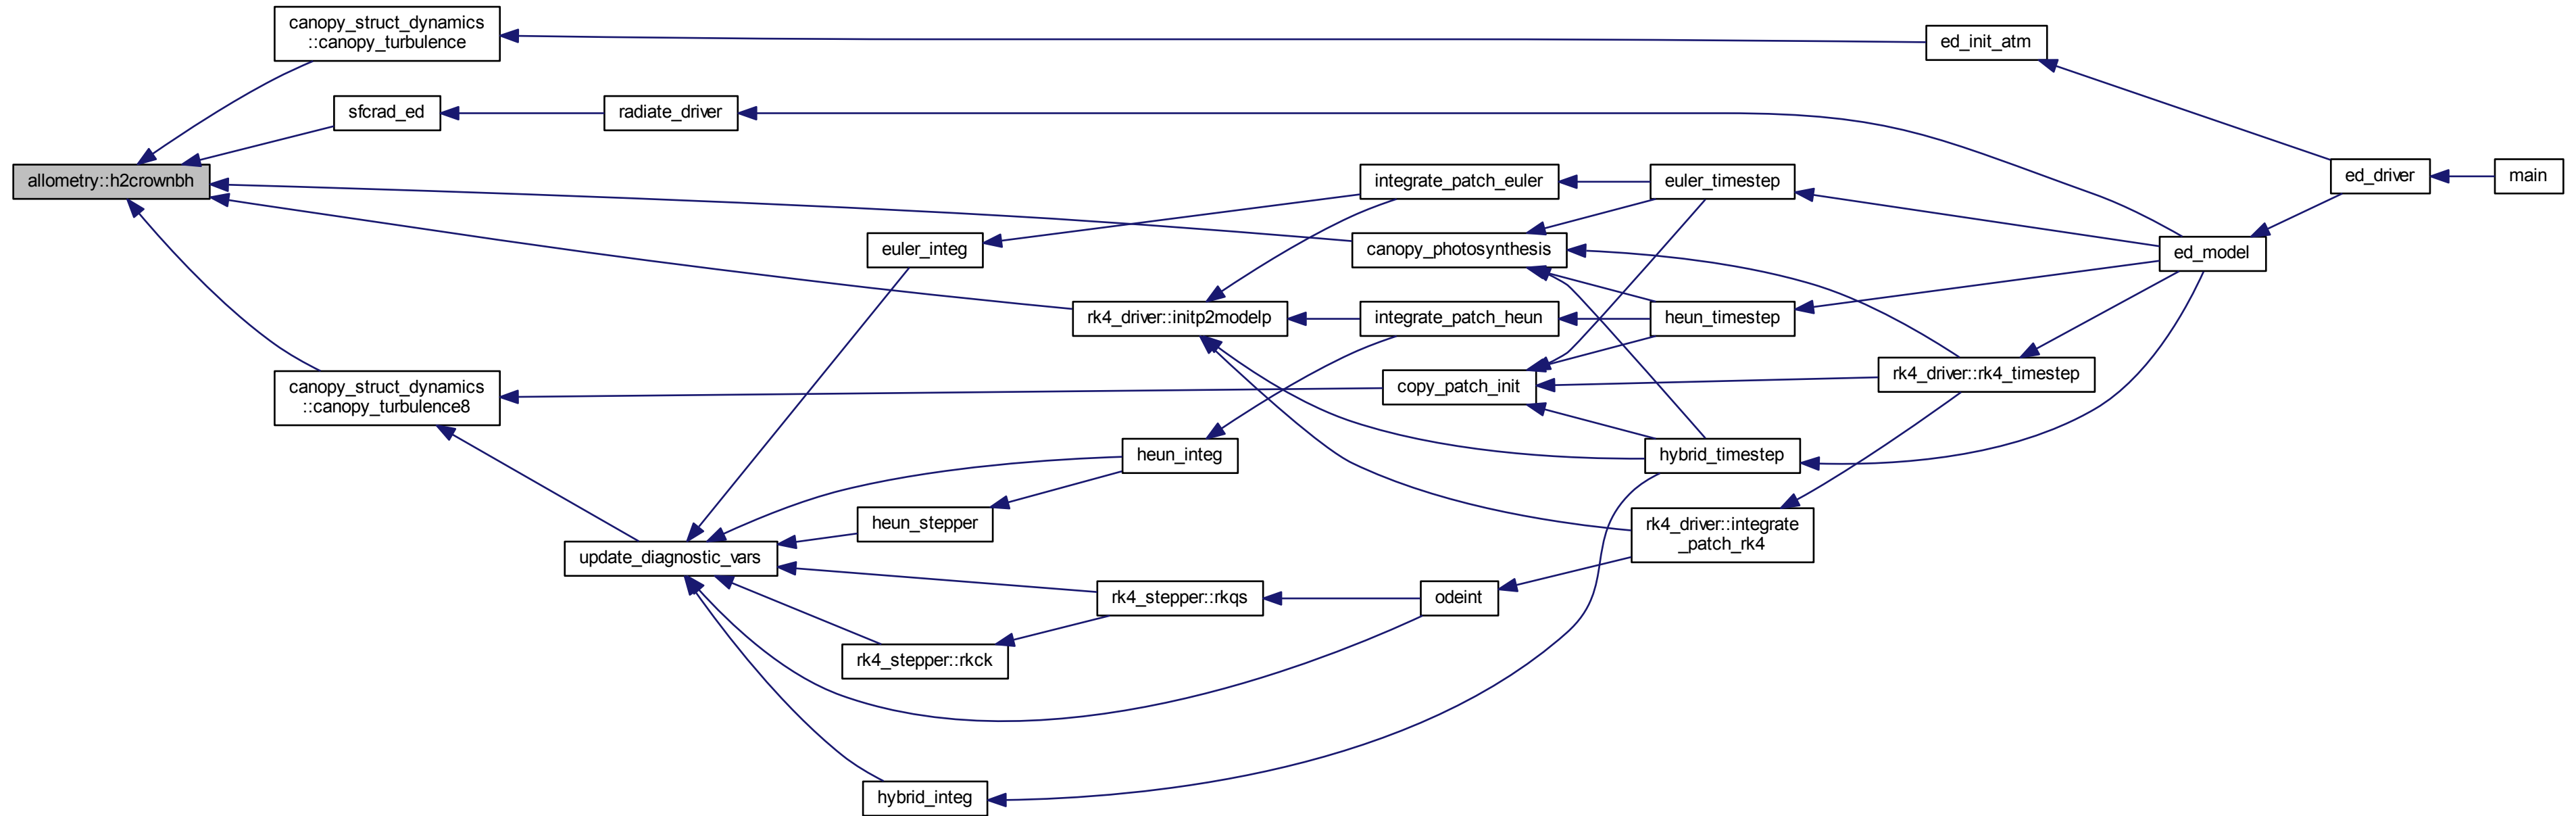 canopy_struct_dynamics
::canopy_turbulence
ed_init_atm
sfcrad_ed
radiate_driver
allometry::h2crownbh
integrate_patch_euler
euler_timestep
ed_driver
main
euler_integ
canopy_photosynthesis
ed_model
rk4_driver::initp2modelp
integrate_patch_heun
heun_timestep
canopy_struct_dynamics
::canopy_turbulence8
copy_patch_init
rk4_driver::rk4_timestep
heun_integ
hybrid_timestep
heun_stepper
rk4_driver::integrate
_patch_rk4
update_diagnostic_vars
rk4_stepper::rkqs
odeint
rk4_stepper::rkck
hybrid_integ